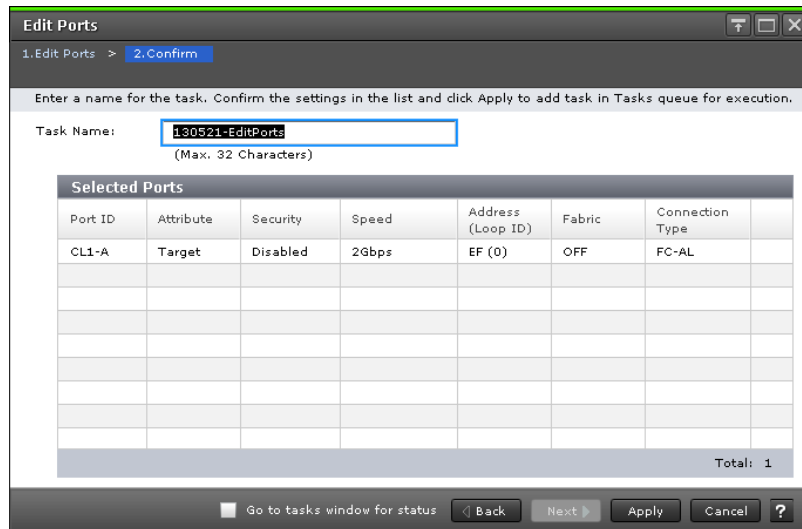 Edit Ports
1.Edit Ports > 2.Confirm
Enter a name for the task. Confirm the settings in the list and click Apply to add task in Tasks queue for execution.
Task Name: 130521-EditPorts
(Max. 32 Characters)
Selected Ports
Port ID Attribute Security Speed Address (Loop ID) Fabric Connection Type
CL1-A Target Disabled 2Gbps EF (0) OFF FC-AL
Total: 1
Go to tasks window for status Back Next Apply Cancel ?